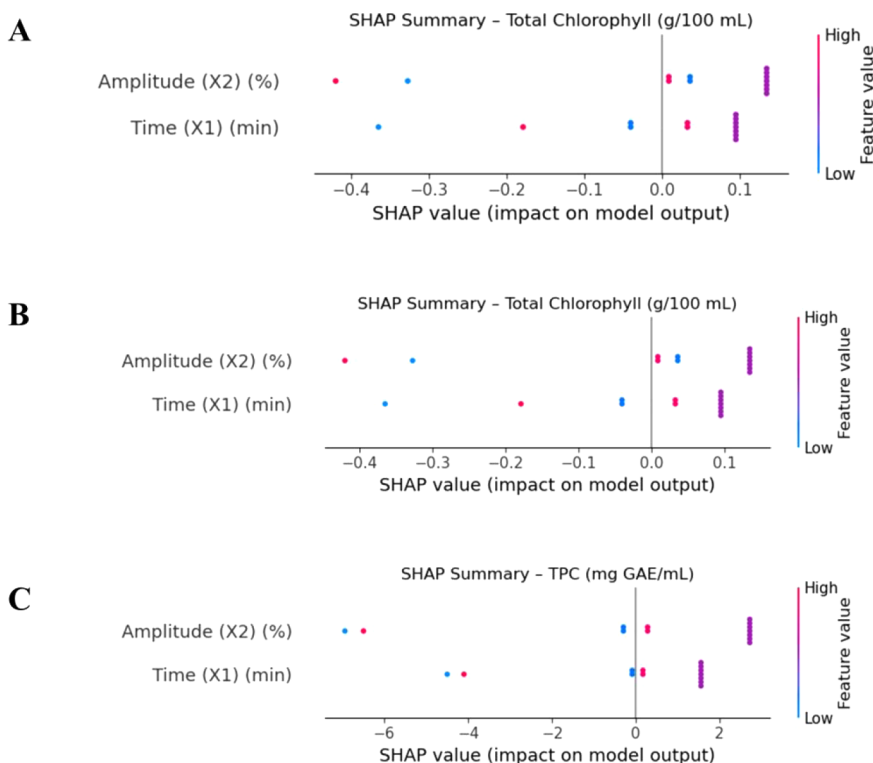 A
SHAP Summary – Total Chlorophyll (g/100 mL)
High
Amplitude (X2) (%)
Time (X1) (min)
Feature value
Low
−0.4 −0.3 −0.2 −0.1 0.0 0.1
SHAP value (impact on model output)
B
SHAP Summary – Total Chlorophyll (g/100 mL)
High
Amplitude (X2) (%)
Time (X1) (min)
Feature value
Low
−0.4 −0.3 −0.2 −0.1 0.0 0.1
SHAP value (impact on model output)
C
SHAP Summary – TPC (mg GAE/mL)
High
Amplitude (X2) (%)
Time (X1) (min)
Feature value
Low
−6 −4 −2 0 2
SHAP value (impact on model output)